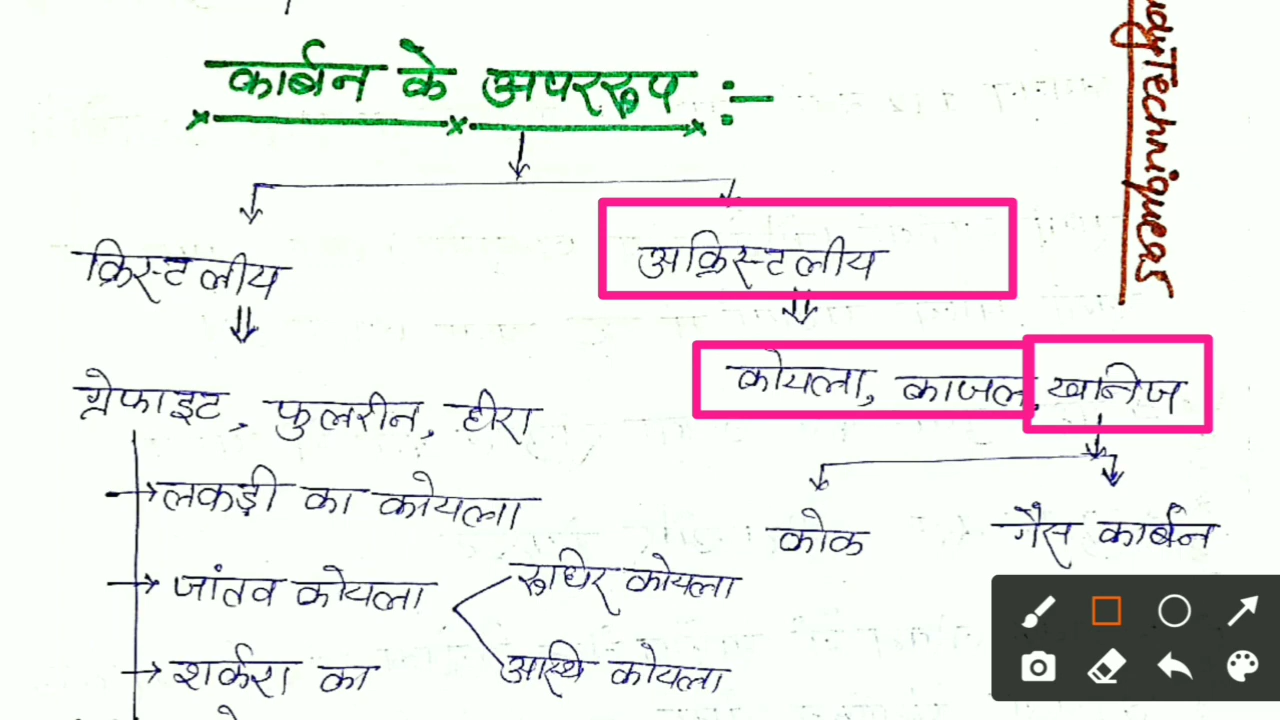 कार्बन के अपररूप :-
क्रिस्टलीय
अक्रिस्टलीय
ग्रेफाइट, फुलरीन, हीरा
कोयला, काजल, खनिज
कोक
गैस कार्बन
लकड़ी का कोयला
जांतव कोयला
रुधिर कोयला
अस्थि कोयला
शर्करा का
udyTechniqueas